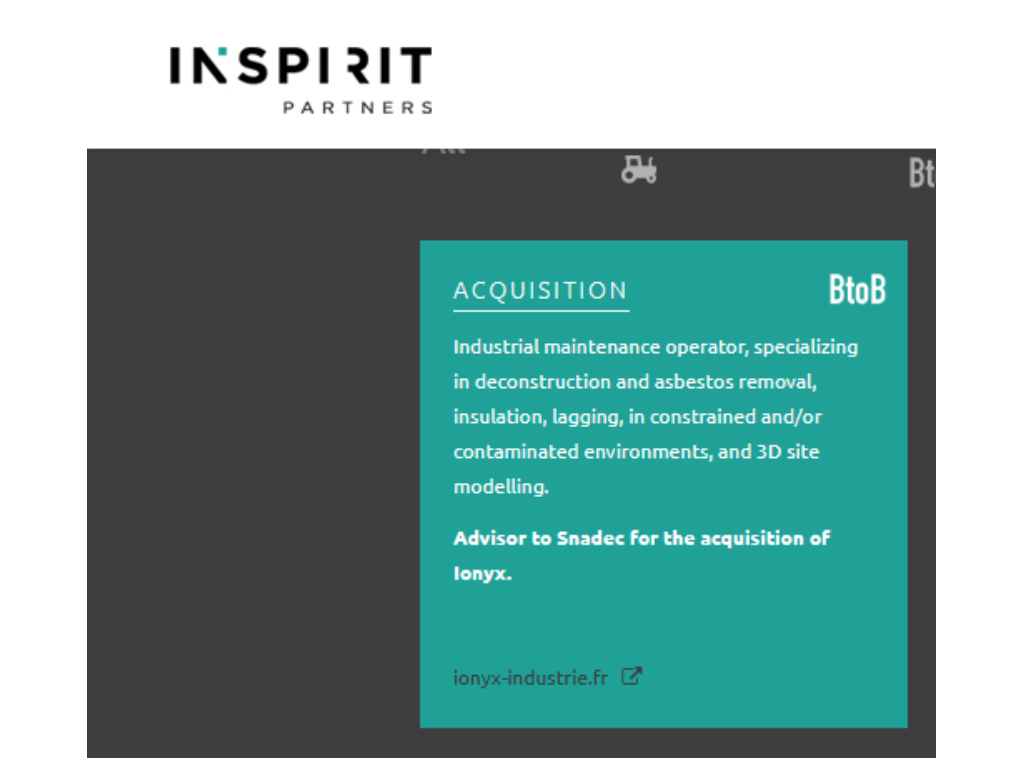 INSPIRIT
PARTNERS
ACQUISITION
BtoB
Industrial maintenance operator, specializing
in deconstruction and asbestos removal,
insulation, lagging, in constrained and/or
contaminated environments, and 3D site
modelling.
Advisor to Snadec for the acquisition of
Ionyx.
ionyx-industrie.fr